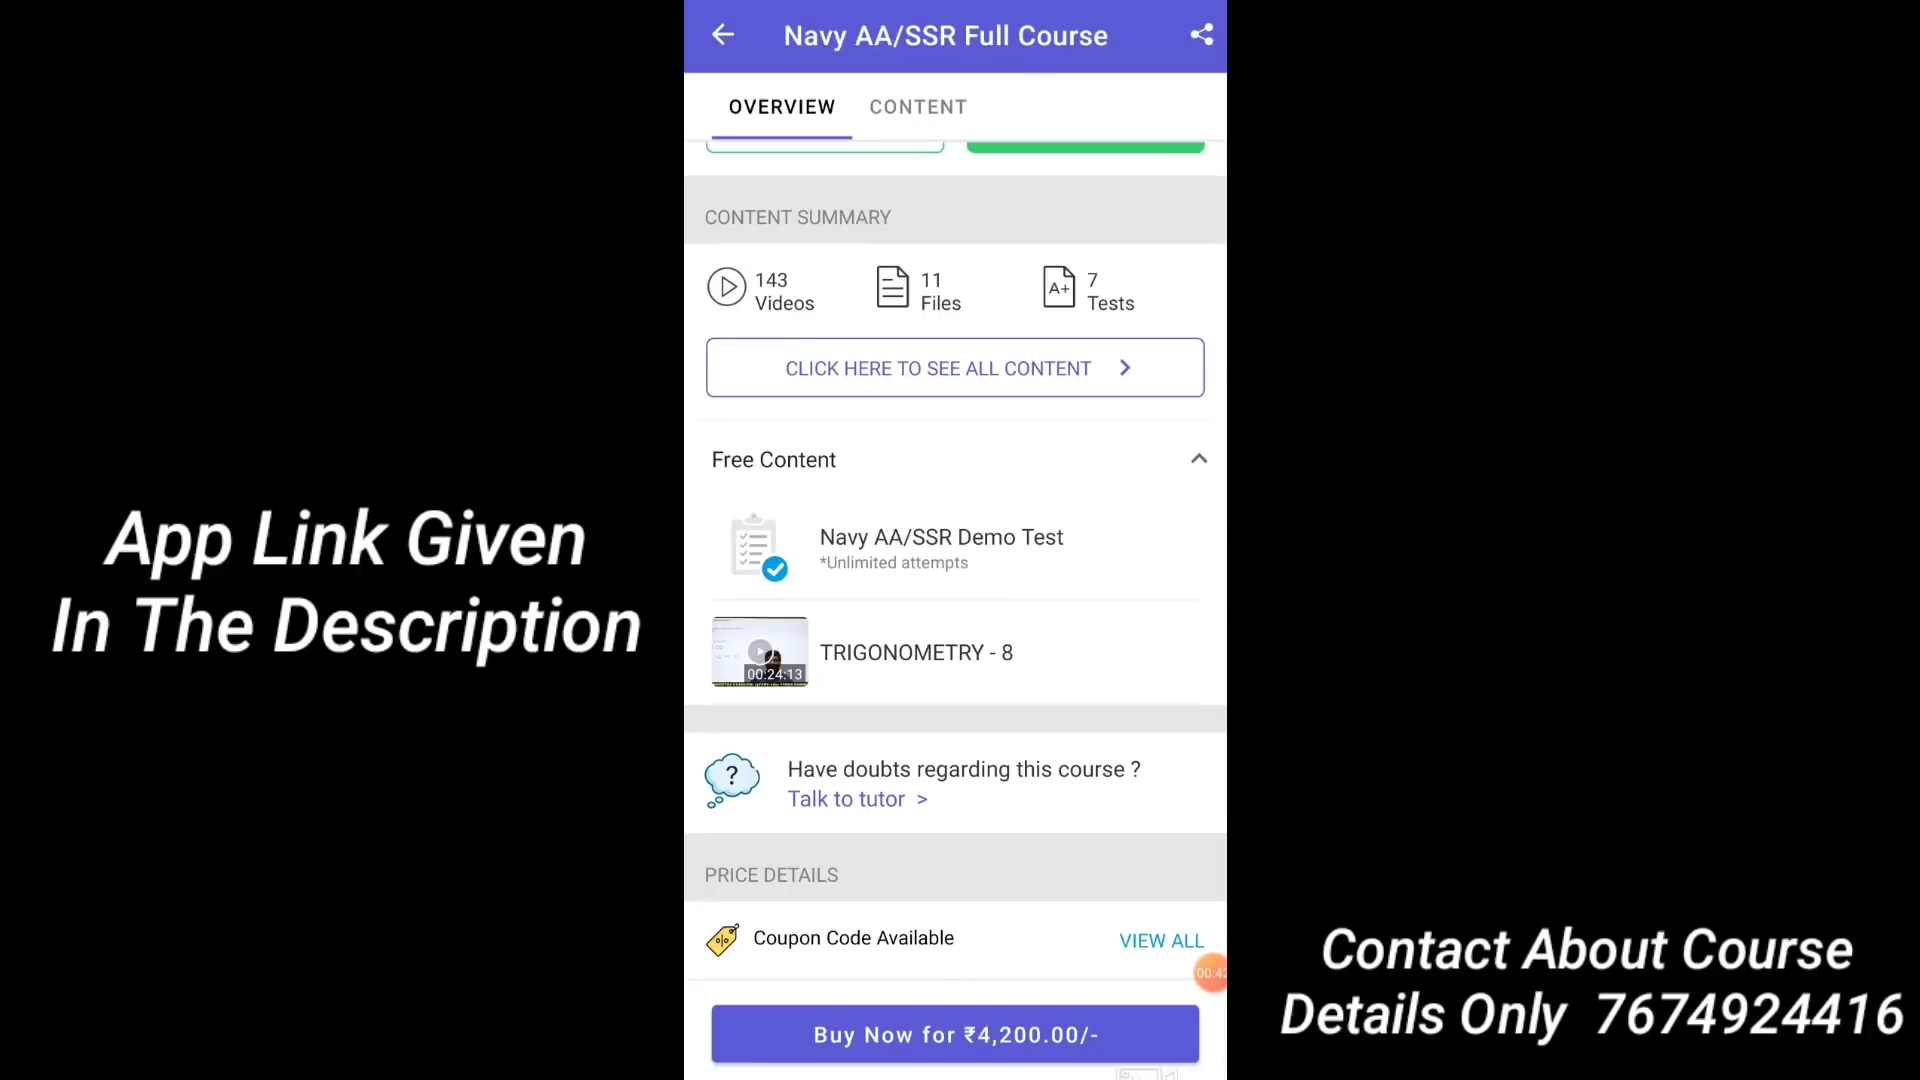 Navy AA/SSR Full Course
OVERVIEW CONTENT
CONTENT SUMMARY
143 Videos
11 Files
A+
7 Tests
CLICK HERE TO SEE ALL CONTENT >
Free Content
Navy AA/SSR Demo Test
*Unlimited attempts
00:24:13
TRIGONOMETRY - 8
?
Have doubts regarding this course ?
Talk to tutor >
PRICE DETAILS
%
Coupon Code Available
VIEW ALL
00:42
Buy Now for ₹4,200.00/-
App Link Given
In The Description
Contact About Course
Details Only 7674924416